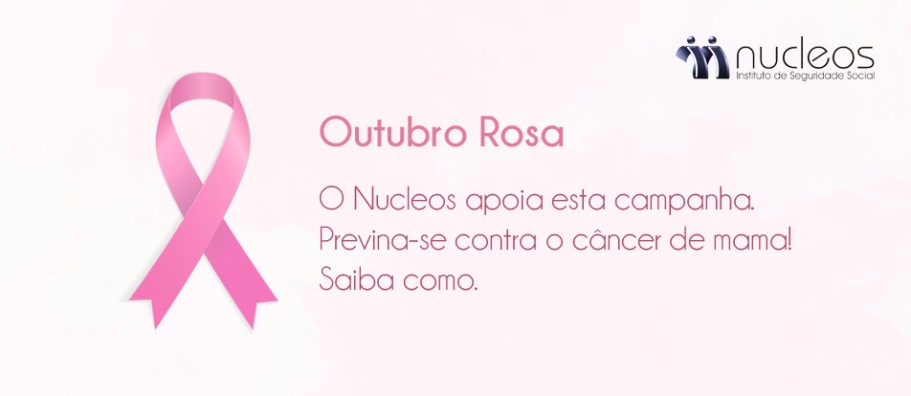 nucleos
Instituto de Seguridade Social
Outubro Rosa
O Nucleos apoia esta campanha.
Previna-se contra o câncer de mama!
Saiba como.